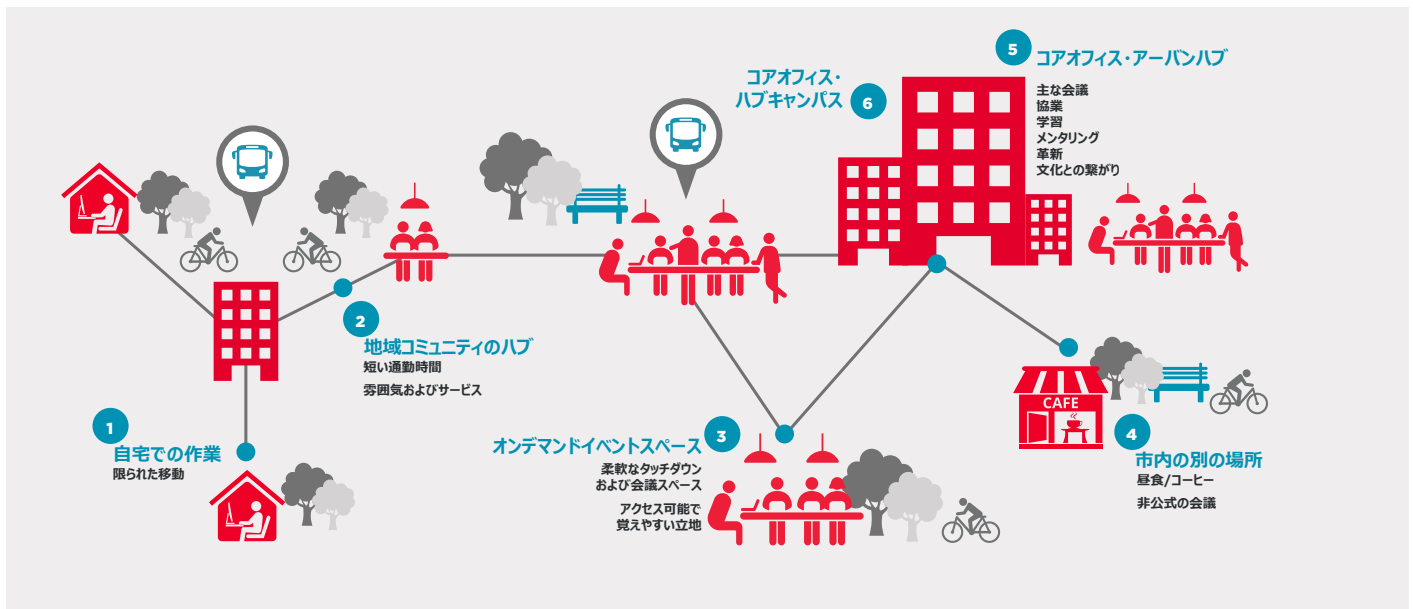 1
自宅での作業
限られた移動
2
地域コミュニティのハブ
短い通勤時間
雰囲気およびサービス
3
オンデマンドイベントスペース
柔軟なタッチダウン
および会議スペース
アクセス可能で
覚えやすい立地
CAFE
4
市内の別の場所
昼食/コーヒー
非公式の会議
5
コアオフィス・アーバンハブ
主な会議
協業
学習
メンタリング
革新
文化との繋がり
コアオフィス・
ハブキャンパス
6